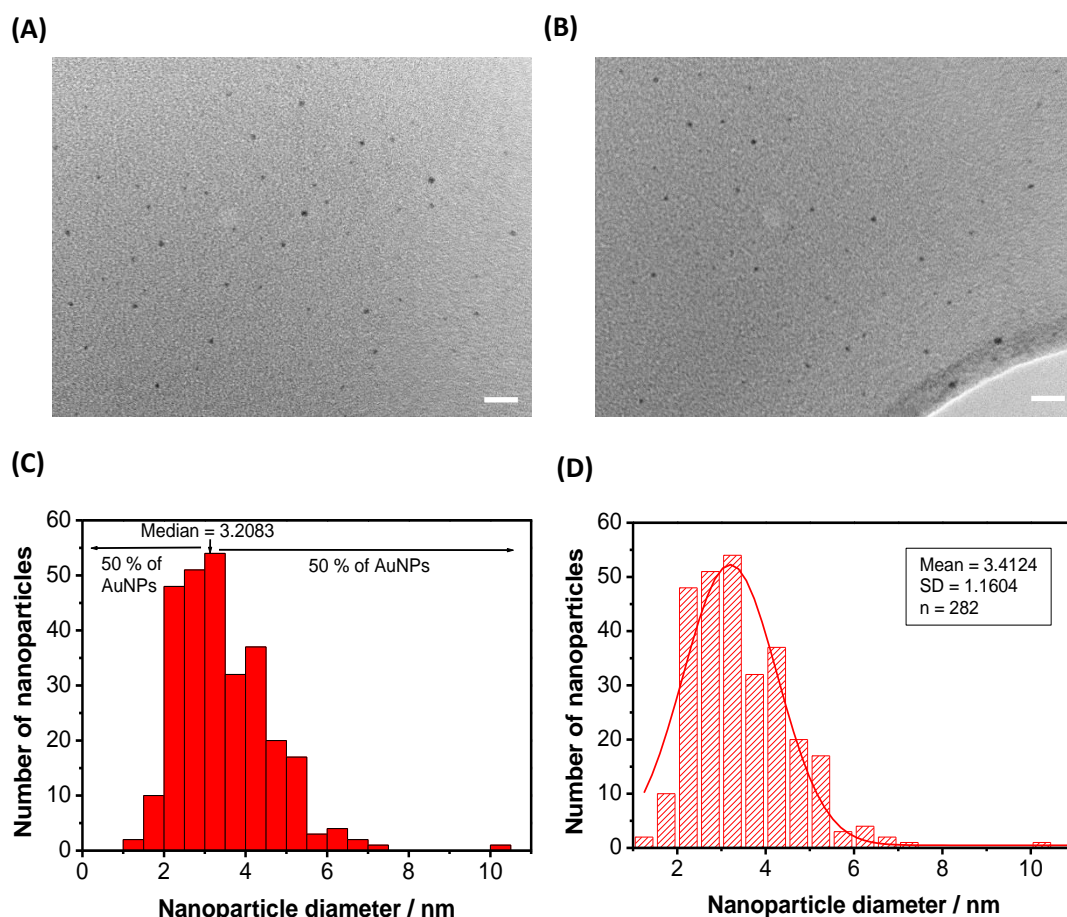 (A)
(B)
(C)
60
50
40
30
20
10
0
Number of nanoparticles
Median = 3.2083
50 % of
AuNPs
50 % of AuNPs
0 2 4 6 8 10
Nanoparticle diameter / nm
(D)
60
50
40
30
20
10
0
Number of nanoparticles
Mean = 3.4124
SD = 1.1604
n = 282
2 4 6 8 10
Nanoparticle diameter / nm